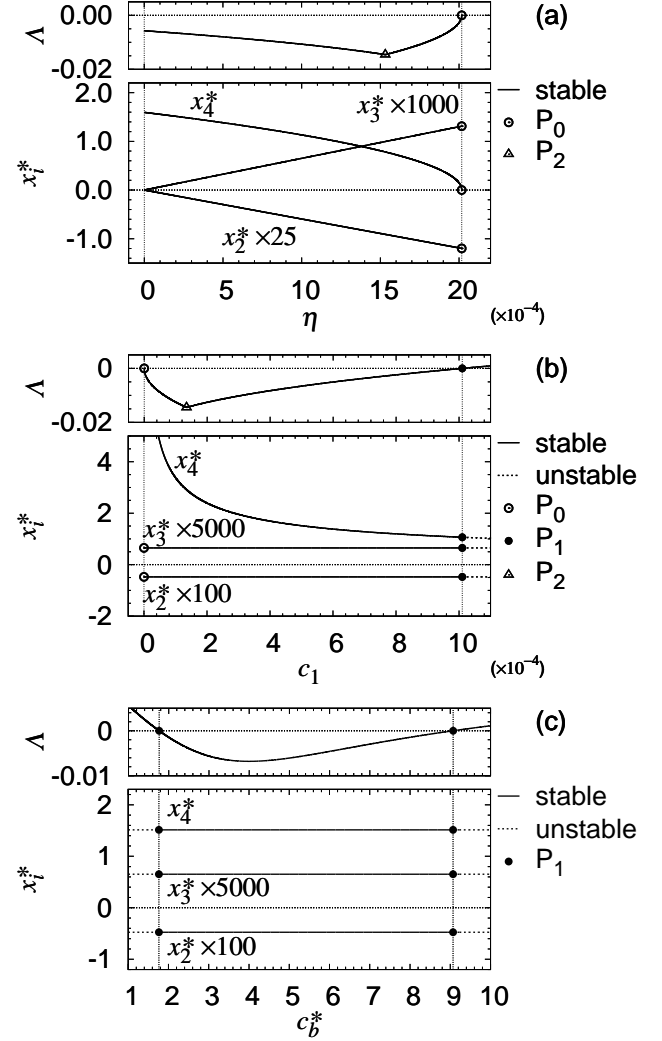 (a)
Λ
0.00
-0.02
x*i
2.0
1.0
0.0
-1.0
x*4
x*3 ×1000
x*2 ×25
stable
P0
P2
0 5 10 15 20
η
(×10−4)
(b)
Λ
0
-0.02
x*i
4
2
0
-2
x*4
x*3 ×5000
x*2 ×100
stable
unstable
P0
P1
P2
0 2 4 6 8 10
c1
(×10−4)
(c)
Λ
0
-0.01
x*i
2
1
0
-1
x*4
x*3 ×5000
x*2 ×100
stable
unstable
P1
1 2 3 4 5 6 7 8 9 10
c*b